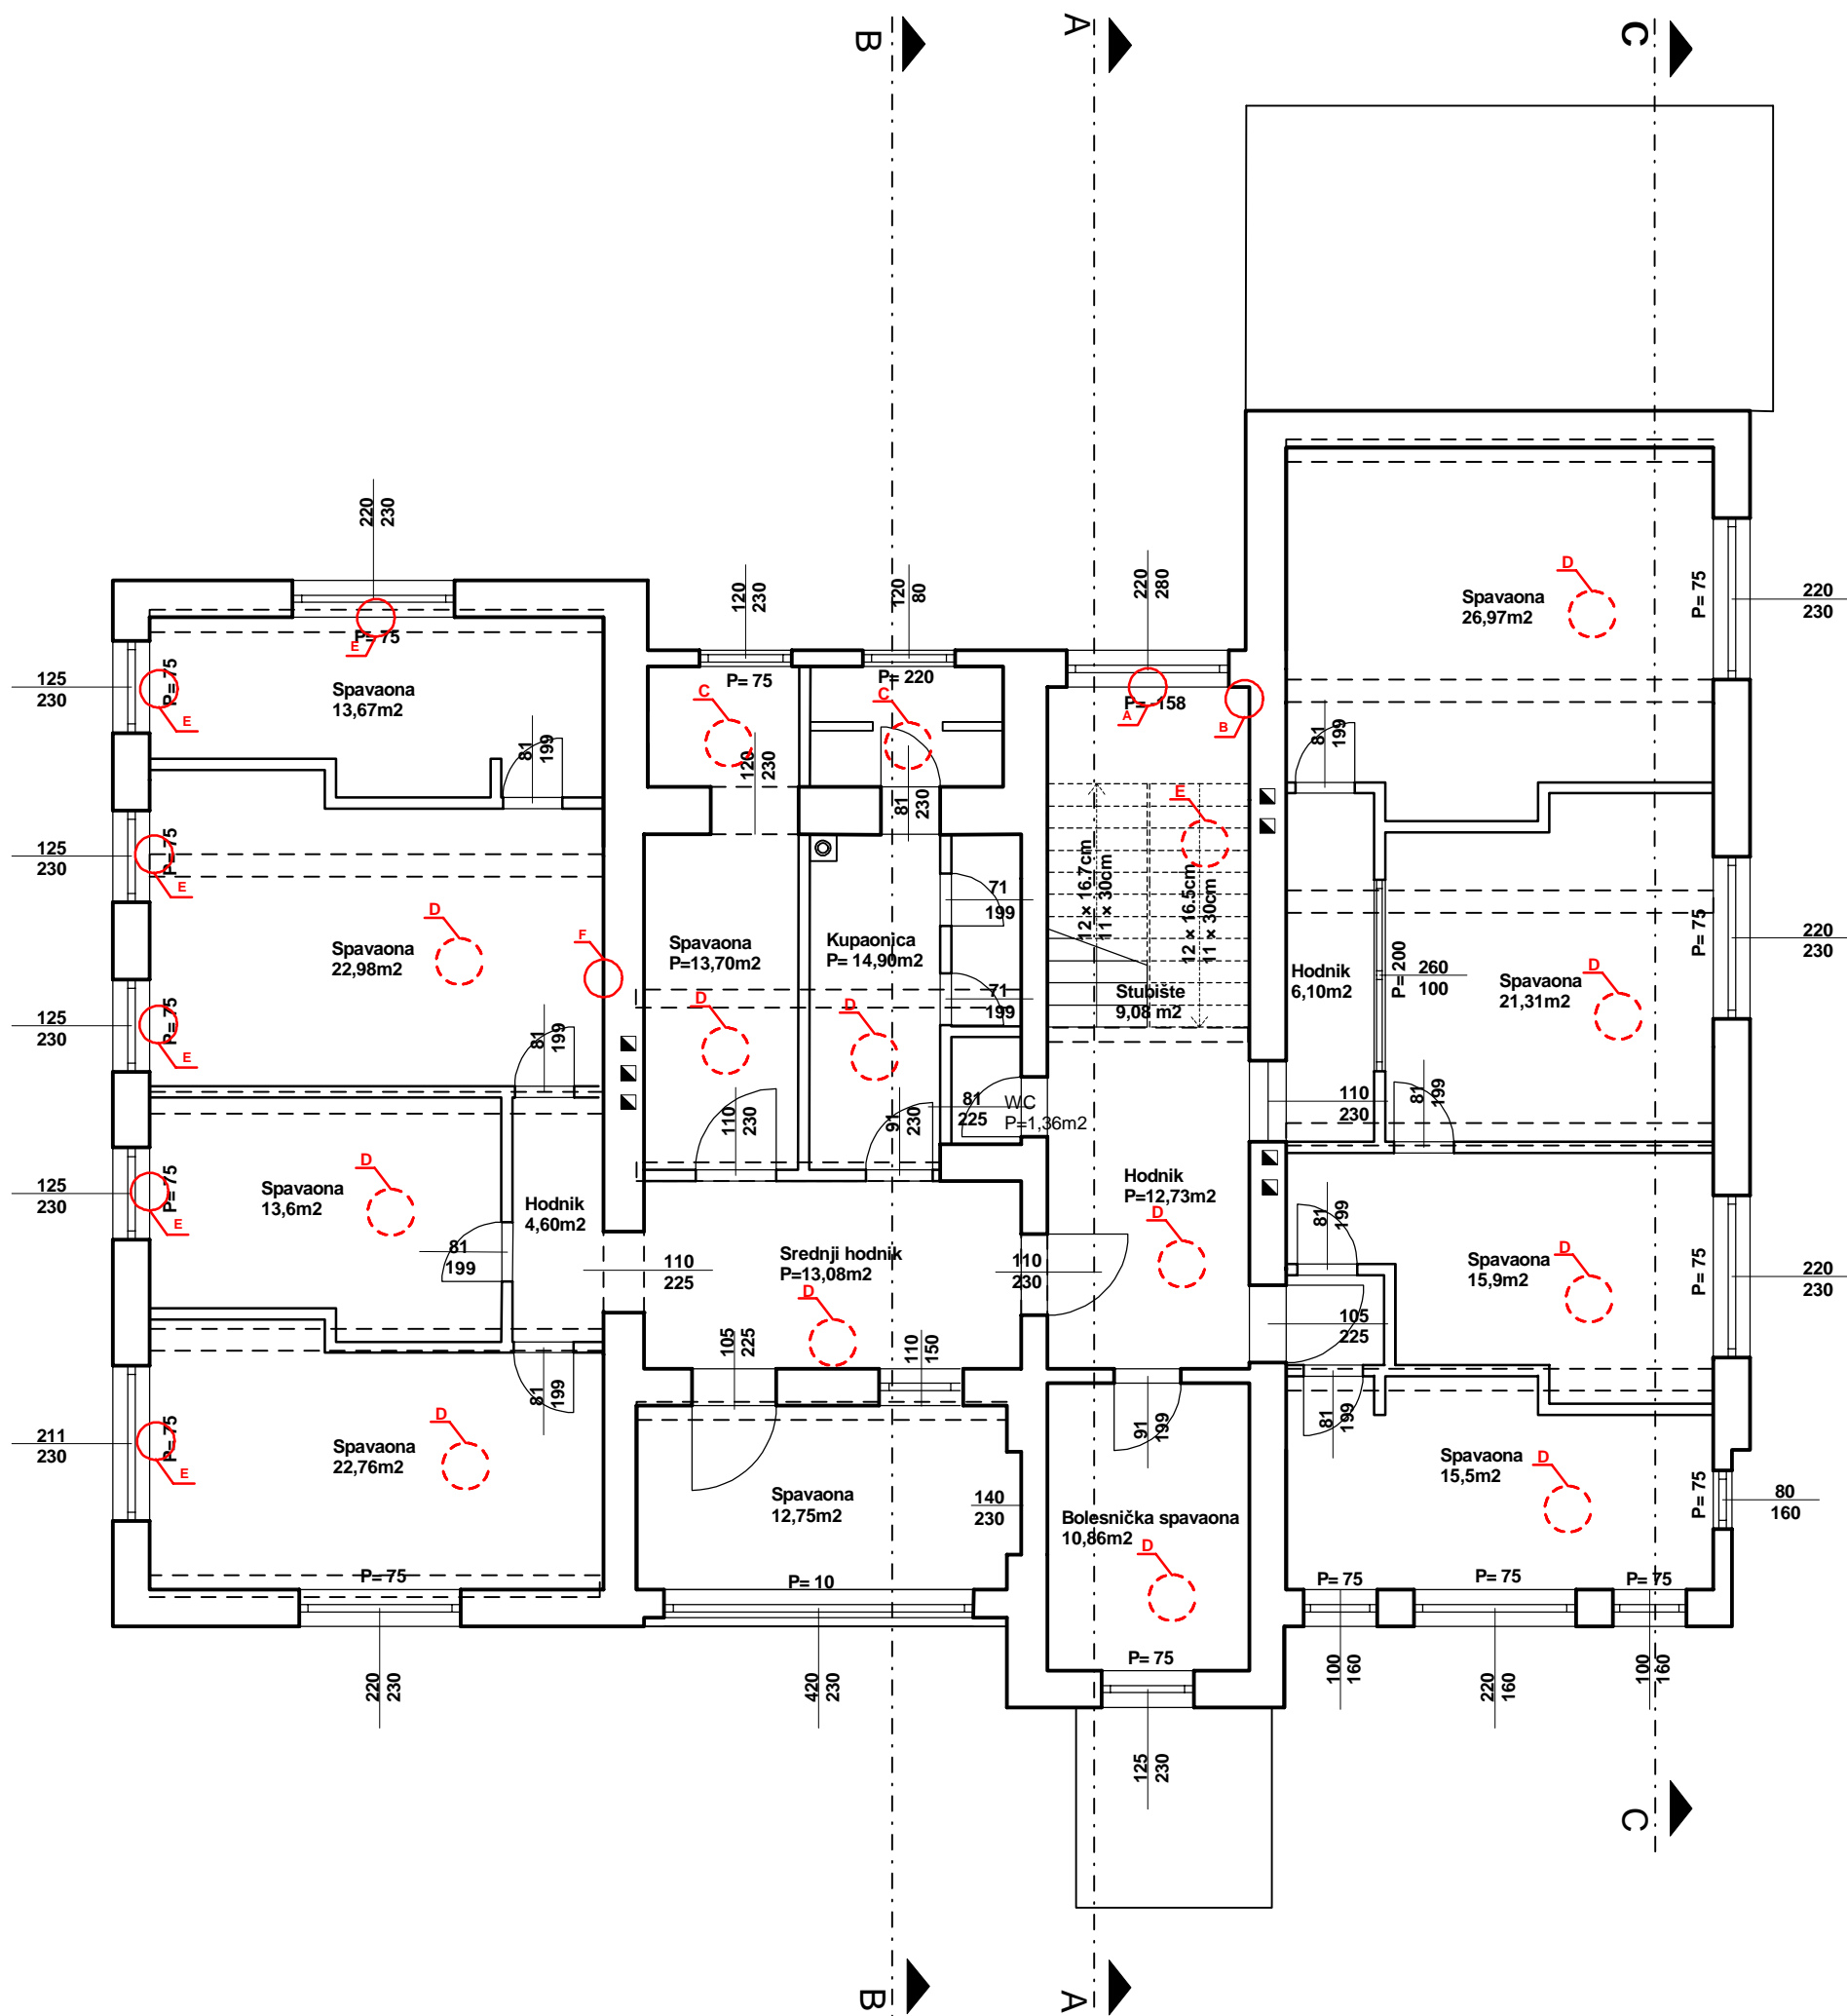 B
A
C
220
230
120
230
120
80
220
280
D
Spavaona
26,97m2
P= 75
220
230
P= 75
E
125
230
P= 75
E
Spavaona
13,67m2
81
199
P= 75
C
P= 220
C
P= -158
A
B
120
230
81
230
81
199
E
125
230
P= 75
E
D
Spavaona
22,98m2
F
Spavaona
P=13,70m2
Kupaonica
P= 14,90m2
71
199
71
199
12 × 16.7cm
11 × 30cm
12 × 16.5cm
11 × 30cm
Stubište
9,08 m2
Hodnik
6,10m2
P= 200
260
100
D
Spavaona
21,31m2
P= 75
220
230
125
230
P= 75
E
81
199
D
D
110
230
91
230
81
225
WC
P=1,36m2
110
230
81
199
125
230
P= 75
E
D
Spavaona
13,6m2
Hodnik
4,60m2
81
199
110
225
Srednji hodnik
P=13,08m2
D
110
230
Hodnik
P=12,73m2
D
81
199
Spavaona
15,9m2
D
P= 75
220
230
105
225
105
225
110
150
81
199
91
199
81
199
211
230
P= 75
E
Spavaona
22,76m2
D
Spavaona
12,75m2
140
230
Bolesnička spavaona
10,86m2
D
Spavaona
15,5m2
D
P= 75
80
160
P= 75
P= 10
P= 75
P= 75
P= 75
P= 75
220
230
420
230
125
230
100
160
220
160
100
160
C
B
A